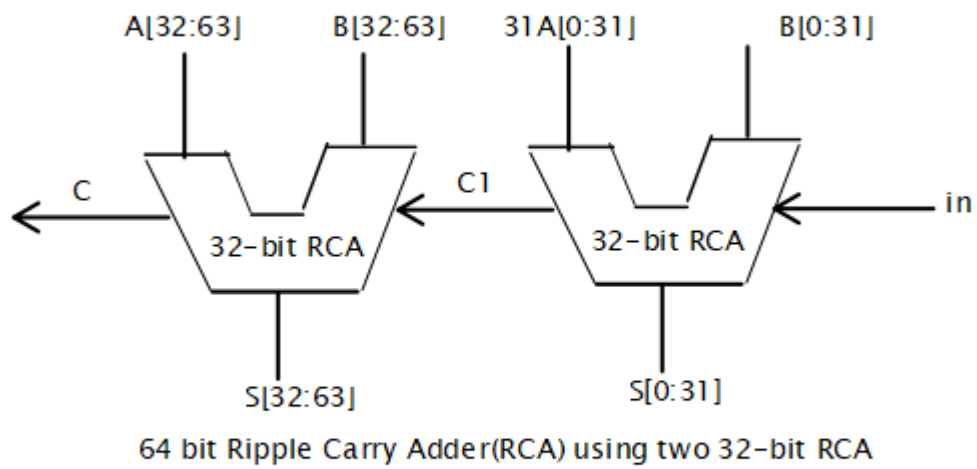 A[32:63] B[32:63] 31A[0:31] B[0:31]
C C1 in
32-bit RCA 32-bit RCA
S[32:63] S[0:31]
64 bit Ripple Carry Adder(RCA) using two 32-bit RCA